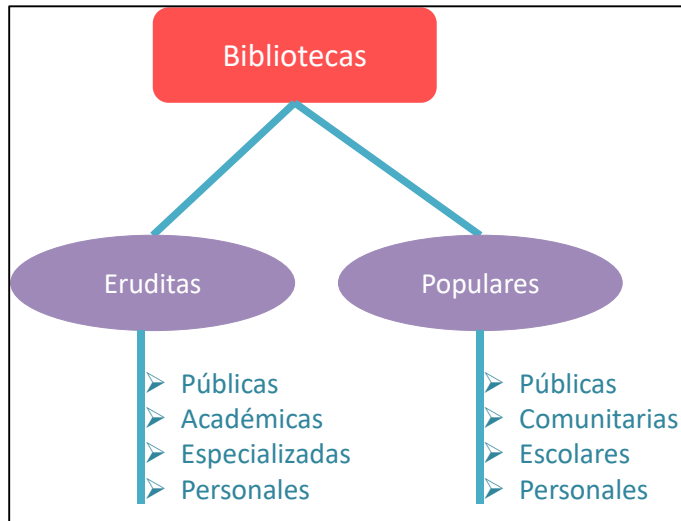 Bibliotecas
Eruditas
Populares
Públicas
Académicas
Especializadas
Personales
Públicas
Comunitarias
Escolares
Personales